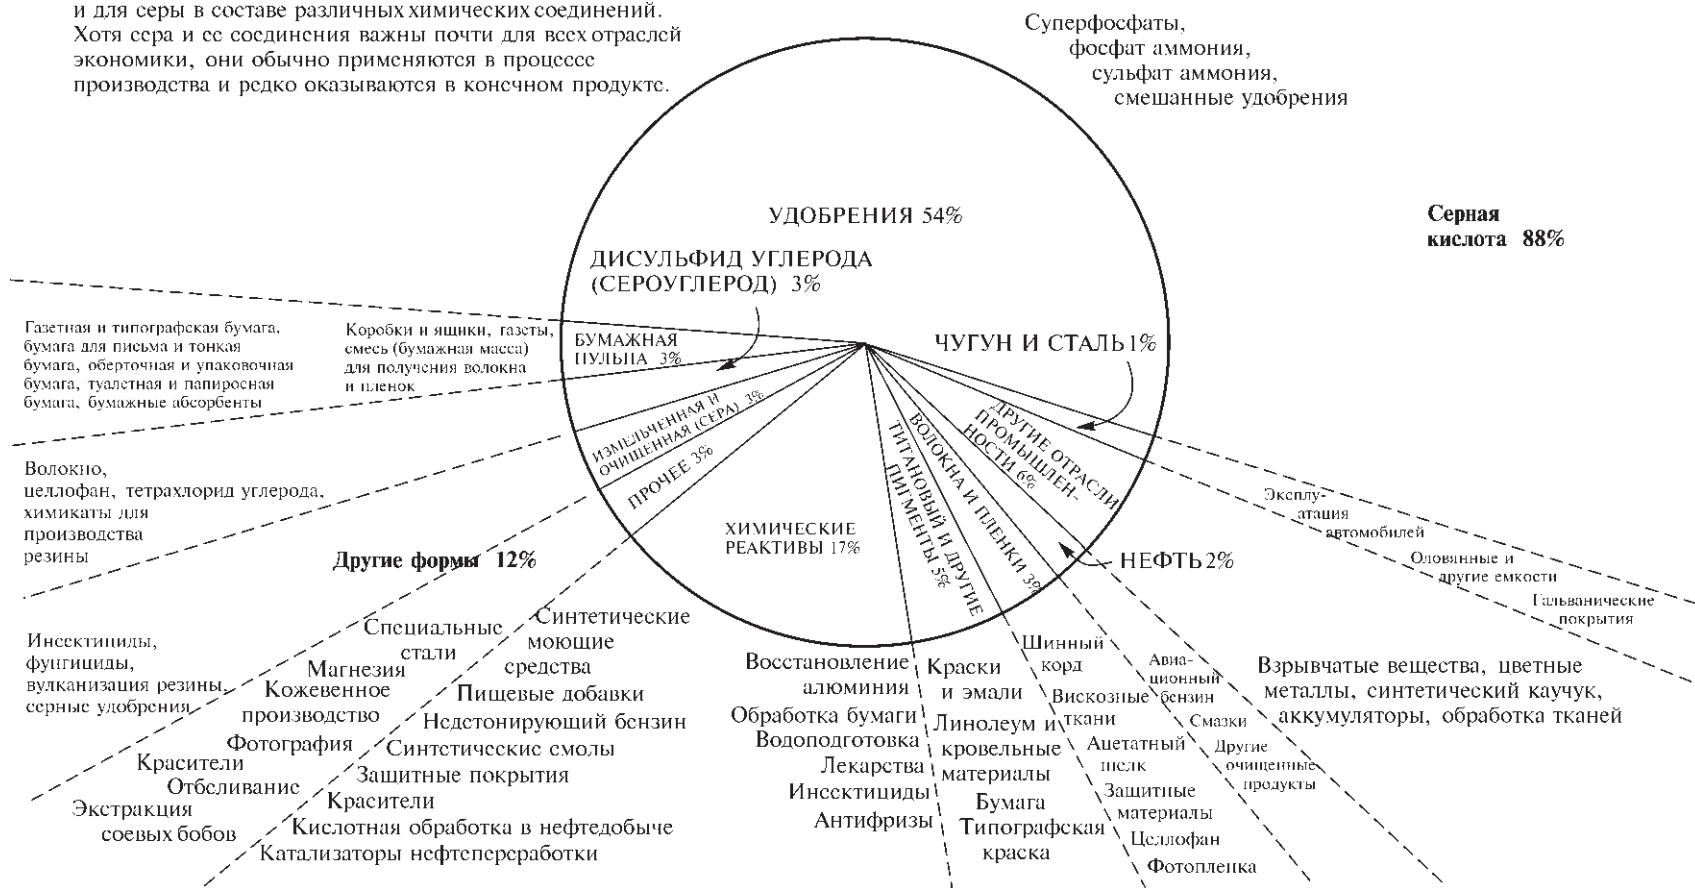 и для серы в составе различных химических соединений.
Хотя сера и ее соединения важны почти для всех отраслей
экономики, они обычно применяются в процессе
производства и редко оказываются в конечном продукте.
Суперфосфаты,
фосфат аммония,
сульфат аммония,
смешанные удобрения
УДОБРЕНИЯ 54%
Серная
кислота 88%
ДИСУЛЬФИД УГЛЕРОДА
(СЕРОУГЛЕРОД) 3%
Газетная и типографская бумага,
бумага для письма и тонкая
бумага, оберточная и упаковочная
бумага, туалетная и папиросная
бумага, бумажные абсорбенты
Коробки и ящики, газеты,
смесь (бумажная масса)
для получения волокна
и пленок
БУМАЖНАЯ
ПУЛЬПА 3%
ЧУГУН И СТАЛЬ 1%
ИЗМЕЛЬЧЕННАЯ И
ОЧИЩЕННАЯ (СЕРА) 3%
ПРОЧЕЕ 3%
ХИМИЧЕСКИЕ
РЕАКТИВЫ 17%
ТИТАНОВЫЙ И ДРУГИЕ
ПИГМЕНТЫ 5%
ВОЛОКНА И ПЛЕНКИ 3%
ДРУГИЕ ОТРАСЛИ
ПРОМЫШЛЕН-
НОСТИ 6%
НЕФТЬ 2%
Волокно,
целлофан, тетрахлорид углерода,
химикаты для
производства
резины
Другие формы 12%
Эксплу-
атация
автомобилей
Оловянные и
другие емкости
Гальванические
покрытия
Инсектициды,
фунгициды,
вулканизация резины,
серные удобрения
Специальные
стали
Магнезия
Кожевенное
производство
Фотография
Красители
Отбеливание
Экстракция
соевых бобов
Синтетические
моющие
средства
Пищевые добавки
Недетонирующий бензин
Синтетические смолы
Защитные покрытия
Красители
Кислотная обработка в нефтедобыче
Катализаторы нефтепереработки
Восстановление
алюминия
Обработка бумаги
Водоподготовка
Лекарства
Инсектициды
Антифризы
Краски
и эмали
Линолеум и
кровельные
материалы
Бумага
Типографская
краска
Шинный
корд
Вискозные
ткани
Ацетатный
шелк
Защитные
материалы
Целлофан
Фотопленка
Авиа-
ционный
бензин
Смазки
Другие
очищенные
продукты
Взрывчатые вещества, цветные
металлы, синтетический каучук,
аккумуляторы, обработка тканей